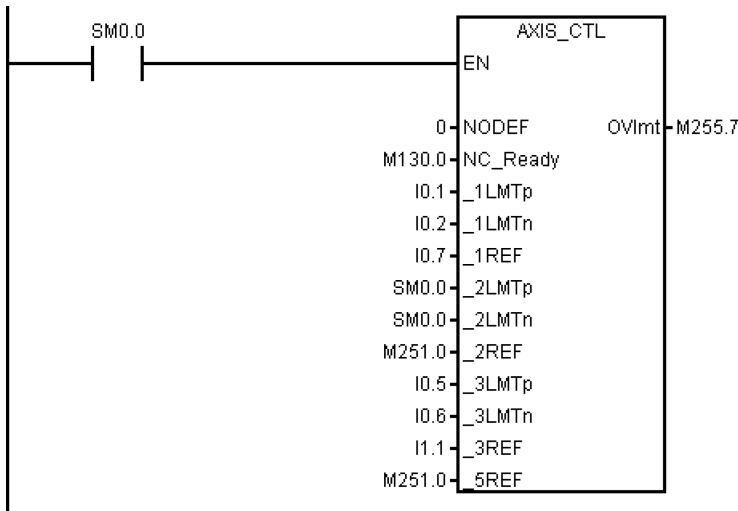 SM0.0 AXIS_CTL
EN
0 NODEF OVlmt M255.7
M130.0 NC_Ready
I0.1 _1LMTp
I0.2 _1LMTn
I0.7 _1REF
SM0.0 _2LMTp
SM0.0 _2LMTn
M251.0 _2REF
I0.5 _3LMTp
I0.6 _3LMTn
I1.1 _3REF
M251.0 _5REF